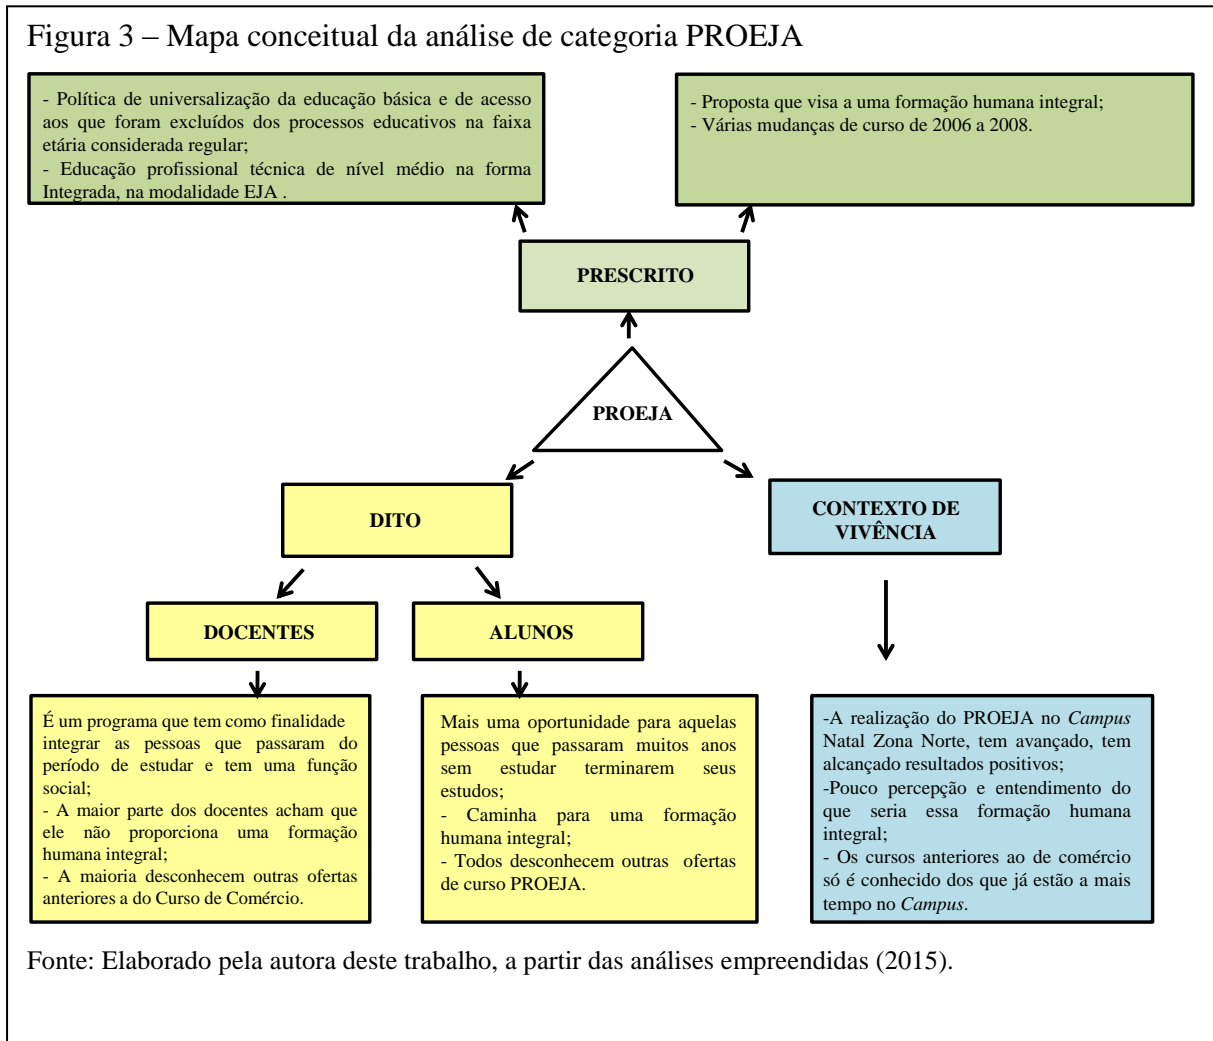 Figura 3 – Mapa conceitual da análise de categoria PROEJA
- Política de universalização da educação básica e de acesso
aos que foram excluídos dos processos educativos na faixa
etária considerada regular;
- Educação profissional técnica de nível médio na forma
Integrada, na modalidade EJA .
- Proposta que visa a uma formação humana integral;
- Várias mudanças de curso de 2006 a 2008.
PRESCRITO
PROEJA
DITO
CONTEXTO DE
VIVÊNCIA
DOCENTES
ALUNOS
É um programa que tem como finalidade
integrar as pessoas que passaram do
período de estudar e tem uma função
social;
- A maior parte dos docentes acham que
ele não proporciona uma formação
humana integral;
- A maioria desconhecem outras ofertas
anteriores a do Curso de Comércio.
Mais uma oportunidade para aquelas
pessoas que passaram muitos anos
sem estudar terminarem seus
estudos;
- Caminha para uma formação
humana integral;
- Todos desconhecem outras ofertas
de curso PROEJA.
-A realização do PROEJA no Campus
Natal Zona Norte, tem avançado, tem
alcançado resultados positivos;
-Pouco percepção e entendimento do
que seria essa formação humana
integral;
- Os cursos anteriores ao de comércio
só é conhecido dos que já estão a mais
tempo no Campus.
Fonte: Elaborado pela autora deste trabalho, a partir das análises empreendidas (2015).